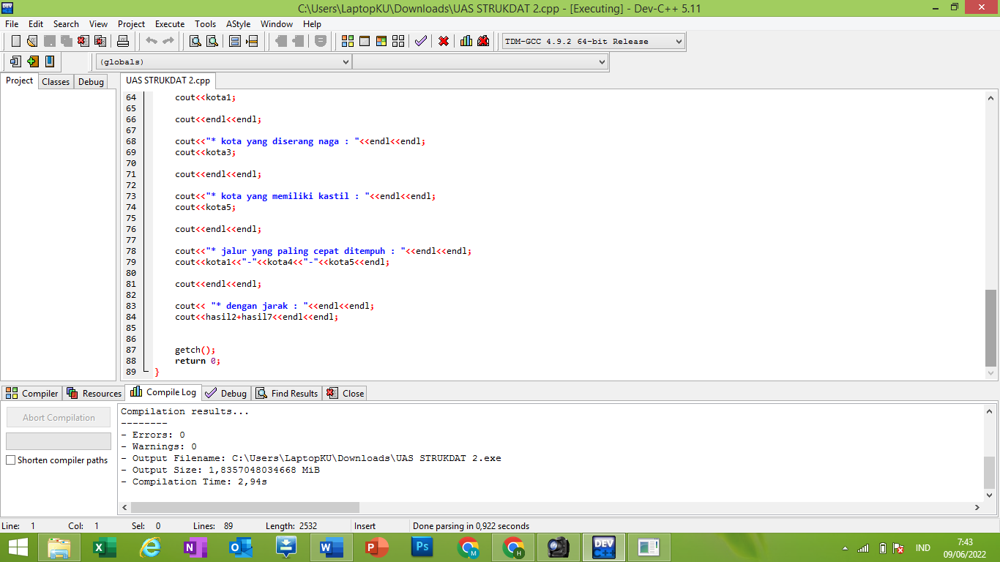 C:\Users\LaptopKU\Downloads\UAS STRUKDAT 2.cpp - [Executing] - Dev-C++ 5.11
File Edit Search View Project Execute Tools AStyle Window Help
TDM-GCC 4.9.2 64-bit Release
(globals)
Project Classes Debug
UAS STRUKDAT 2.cpp
64 cout<<kota1;
65
66 cout<<endl<<endl;
67
68 cout<<"* kota yang diserang naga : "<<endl<<endl;
69 cout<<kota3;
70
71 cout<<endl<<endl;
72
73 cout<<"* kota yang memiliki kastil : "<<endl<<endl;
74 cout<<kota5;
75
76 cout<<endl<<endl;
77
78 cout<<"* jalur yang paling cepat ditempuh : "<<endl<<endl;
79 cout<<kota1<<"-"<<kota4<<"-"<<kota5<<endl;
80
81 cout<<endl<<endl;
82
83 cout<< "* dengan jarak : "<<endl<<endl;
84 cout<<hasil2+hasil7<<endl<<endl;
85
86
87 getch();
88 return 0;
89 }
Compiler Resources Compile Log Debug Find Results Close
Abort Compilation
Shorten compiler paths
Compilation results...
--------
- Errors: 0
- Warnings: 0
- Output Filename: C:\Users\LaptopKU\Downloads\UAS STRUKDAT 2.exe
- Output Size: 1,8357048034668 MiB
- Compilation Time: 2,94s
Line: 1 Col: 1 Sel: 0 Lines: 89 Length: 2532 Insert Done parsing in 0,922 seconds
IND
7:43
09/06/2022